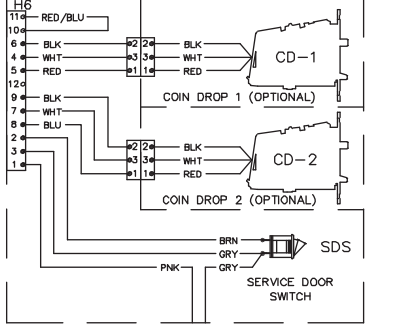 H6
11 RED/BLU
10
6 BLK 2 2 BLK
4 WHT 3 3 WHT CD-1
5 RED 1 1 RED
12
COIN DROP 1 (OPTIONAL)
9 BLK
7 WHT
8 BLU
2
3 2 2 BLK
1 3 3 WHT CD-2
1 1 RED
COIN DROP 2 (OPTIONAL)
BRN
GRY SDS
PNK GRY
SERVICE DOOR
SWITCH